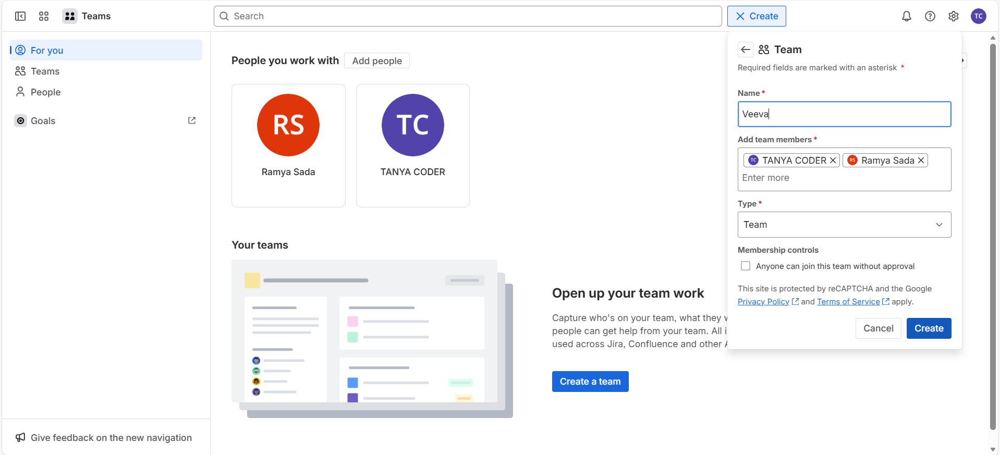 Teams
Search
Create
TC
For you
Teams
People
Goals
Give feedback on the new navigation
People you work with
Add people
RS
Ramya Sada
TC
TANYA CODER
Your teams
Open up your team work
Capture who's on your team, what they
people can get help from your team. All
used across Jira, Confluence and other
Create a team
Team
Required fields are marked with an asterisk *
Name *
Veeva
Add team members *
TC TANYA CODER
RS Ramya Sada
Enter more
Type *
Team
Membership controls
Anyone can join this team without approval
This site is protected by reCAPTCHA and the Google
Privacy Policy and Terms of Service apply.
Cancel
Create